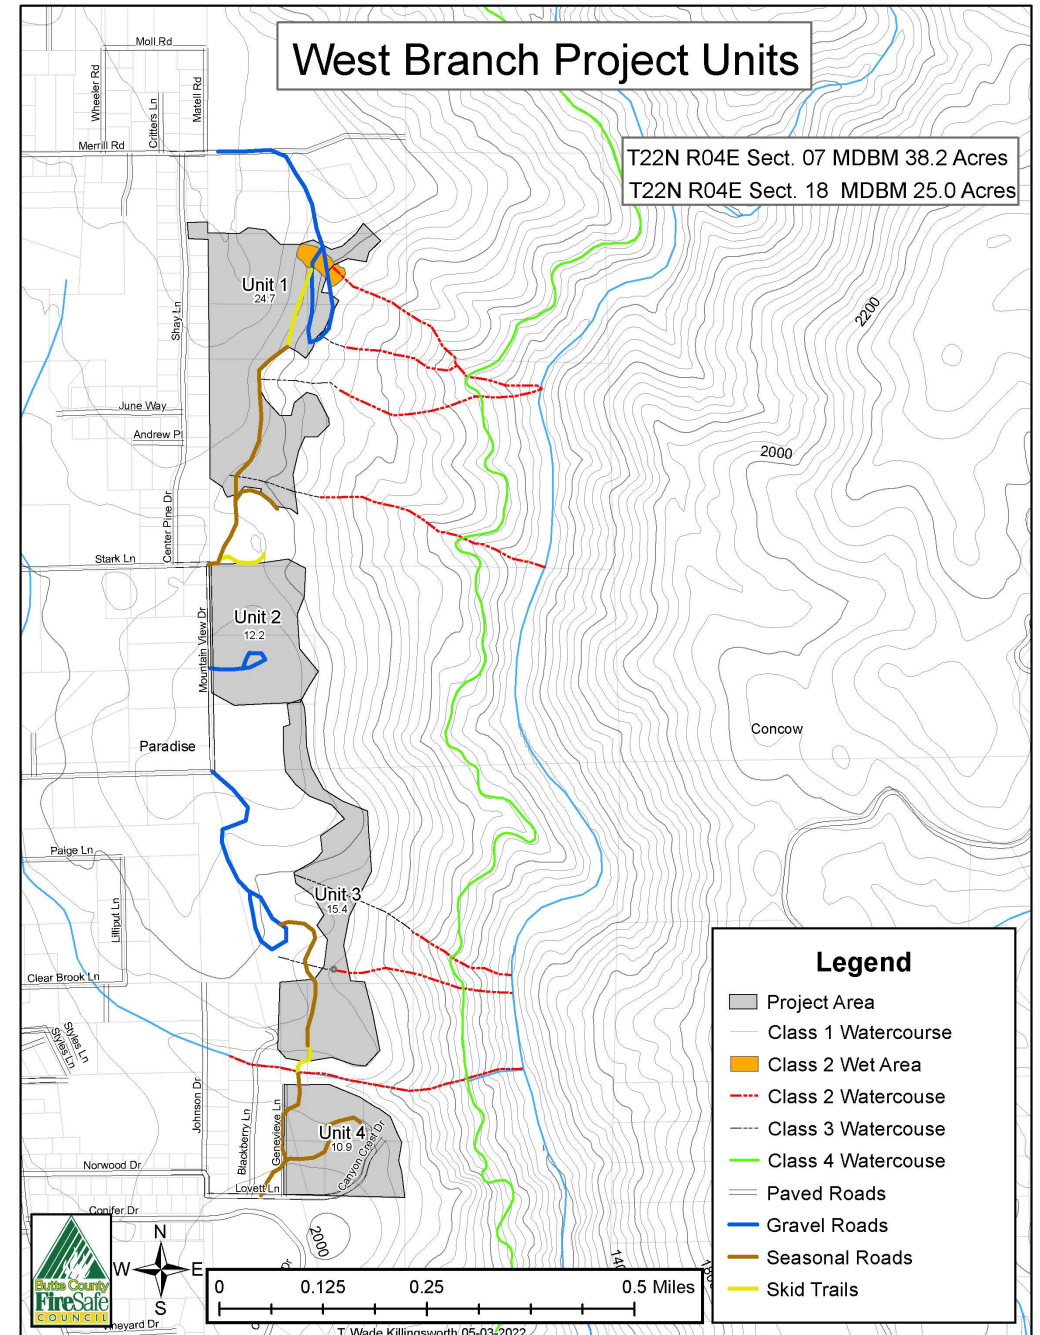 West Branch Project Units
T22N R04E Sect. 07 MDBM 38.2 Acres
T22N R04E Sect. 18 MDBM 25.0 Acres
Moll Rd
Wheeler Rd
Critters Ln
Matell Rd
Merrill Rd
Unit 1
24.7
Shay Ln
2200
June Way
Andrew Pl
2000
Center Pine Dr
Stark Ln
Unit 2
12.2
Mountain View Dr
Paradise
Concow
Paige Ln
Unit 3
15.4
Lilliput Ln
Clear Brook Ln
Styles Ln
Styles Ln
Johnson Dr
Blackberry Ln
Genevieve Ln
Unit 4
10.9
Canyon Crest Dr
Norwood Dr
Lovett Ln
Conifer Dr
2000
Dr
Legend
Project Area
Class 1 Watercourse
Class 2 Wet Area
Class 2 Watercouse
Class 3 Watercouse
Class 4 Watercouse
Paved Roads
Gravel Roads
Seasonal Roads
Skid Trails
N
W E
S
Butte County
FireSafe
COUNCIL
0 0.125 0.25 0.5 Miles
T. Wade Killingsworth 05-03-2022